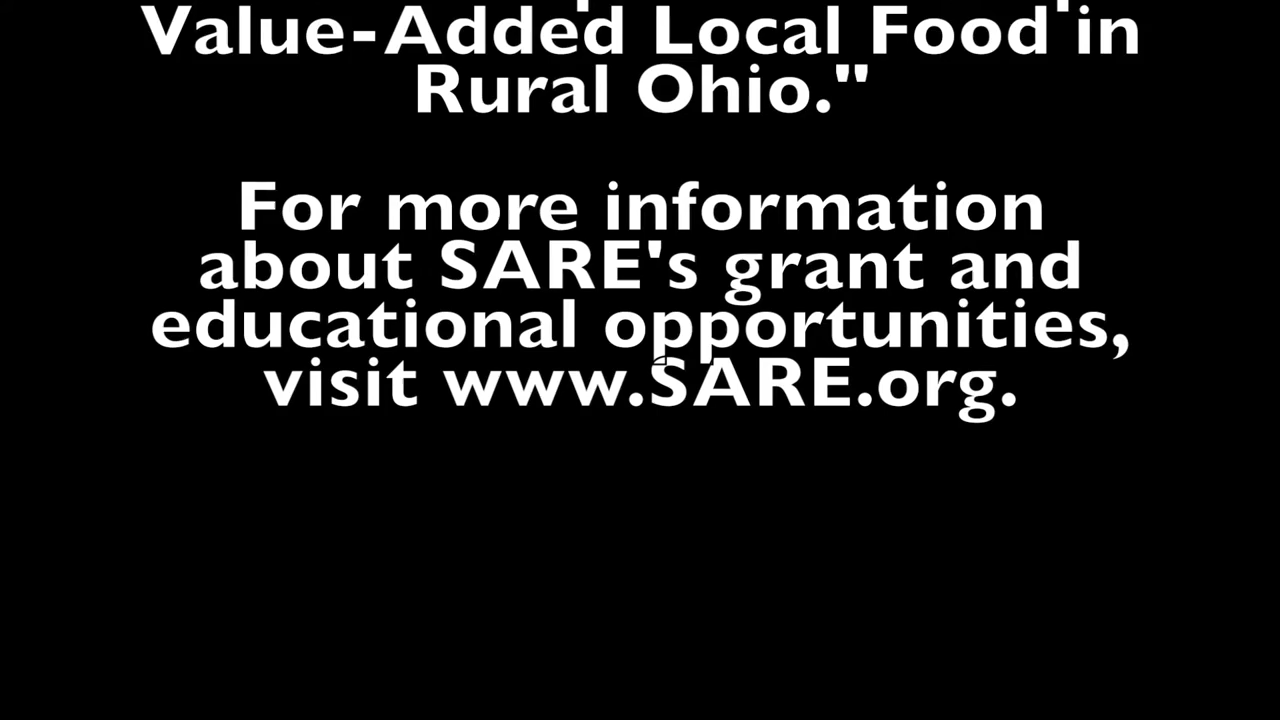 Value-Added Local Food in
Rural Ohio."
For more information
about SARE's grant and
educational opportunities,
visit www.SARE.org.